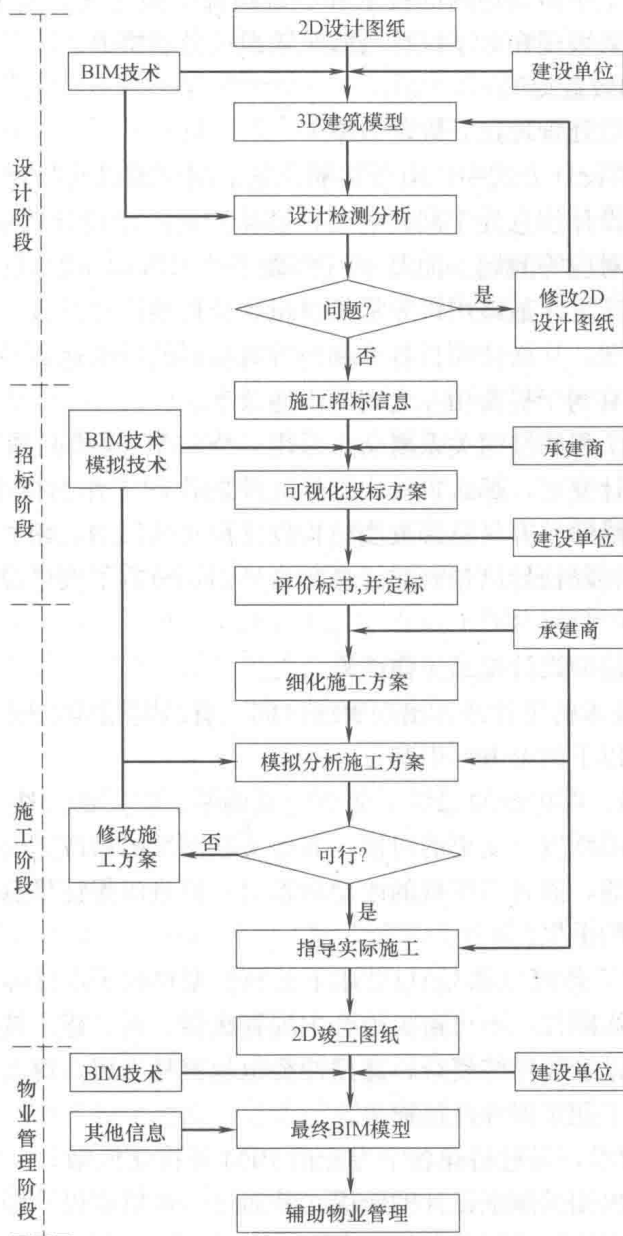 2D设计图纸
BIM技术
建设单位
3D建筑模型
设计阶段
设计检测分析
问题?
是
修改2D
设计图纸
否
施工招标信息
BIM技术
模拟技术
承建商
招标阶段
可视化投标方案
建设单位
评价标书,并定标
承建商
细化施工方案
模拟分析施工方案
施工阶段
修改施
工方案
否
可行?
是
指导实际施工
2D竣工图纸
BIM技术
建设单位
物业管理阶段
其他信息
最终BIM模型
辅助物业管理